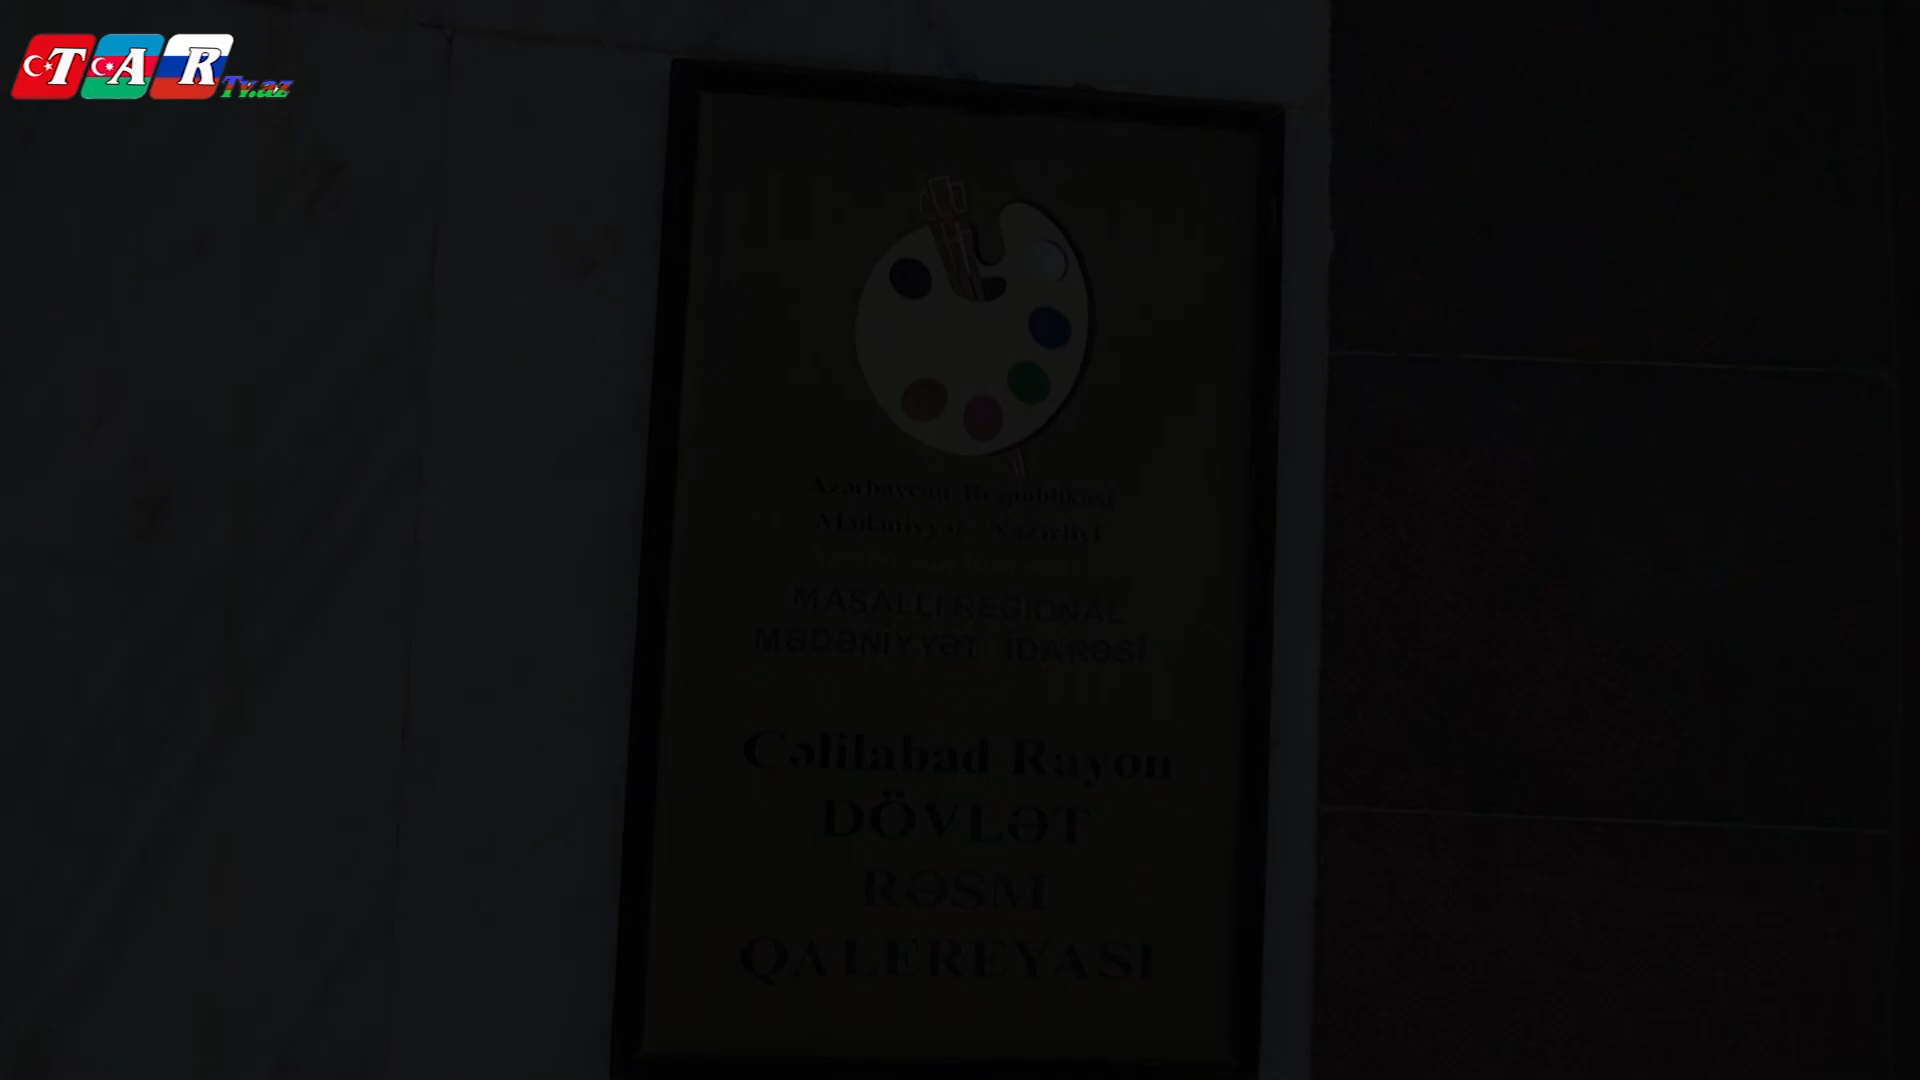 TAR Tv.az
Azərbaycan Respublikası
Mədəniyyət Nazirliyi
MASALLI REGIONAL
MƏDƏNİYYƏT İDARƏSİ
Cəlilabad Rayon
DÖVLƏT
RƏSM
QALEREYASI